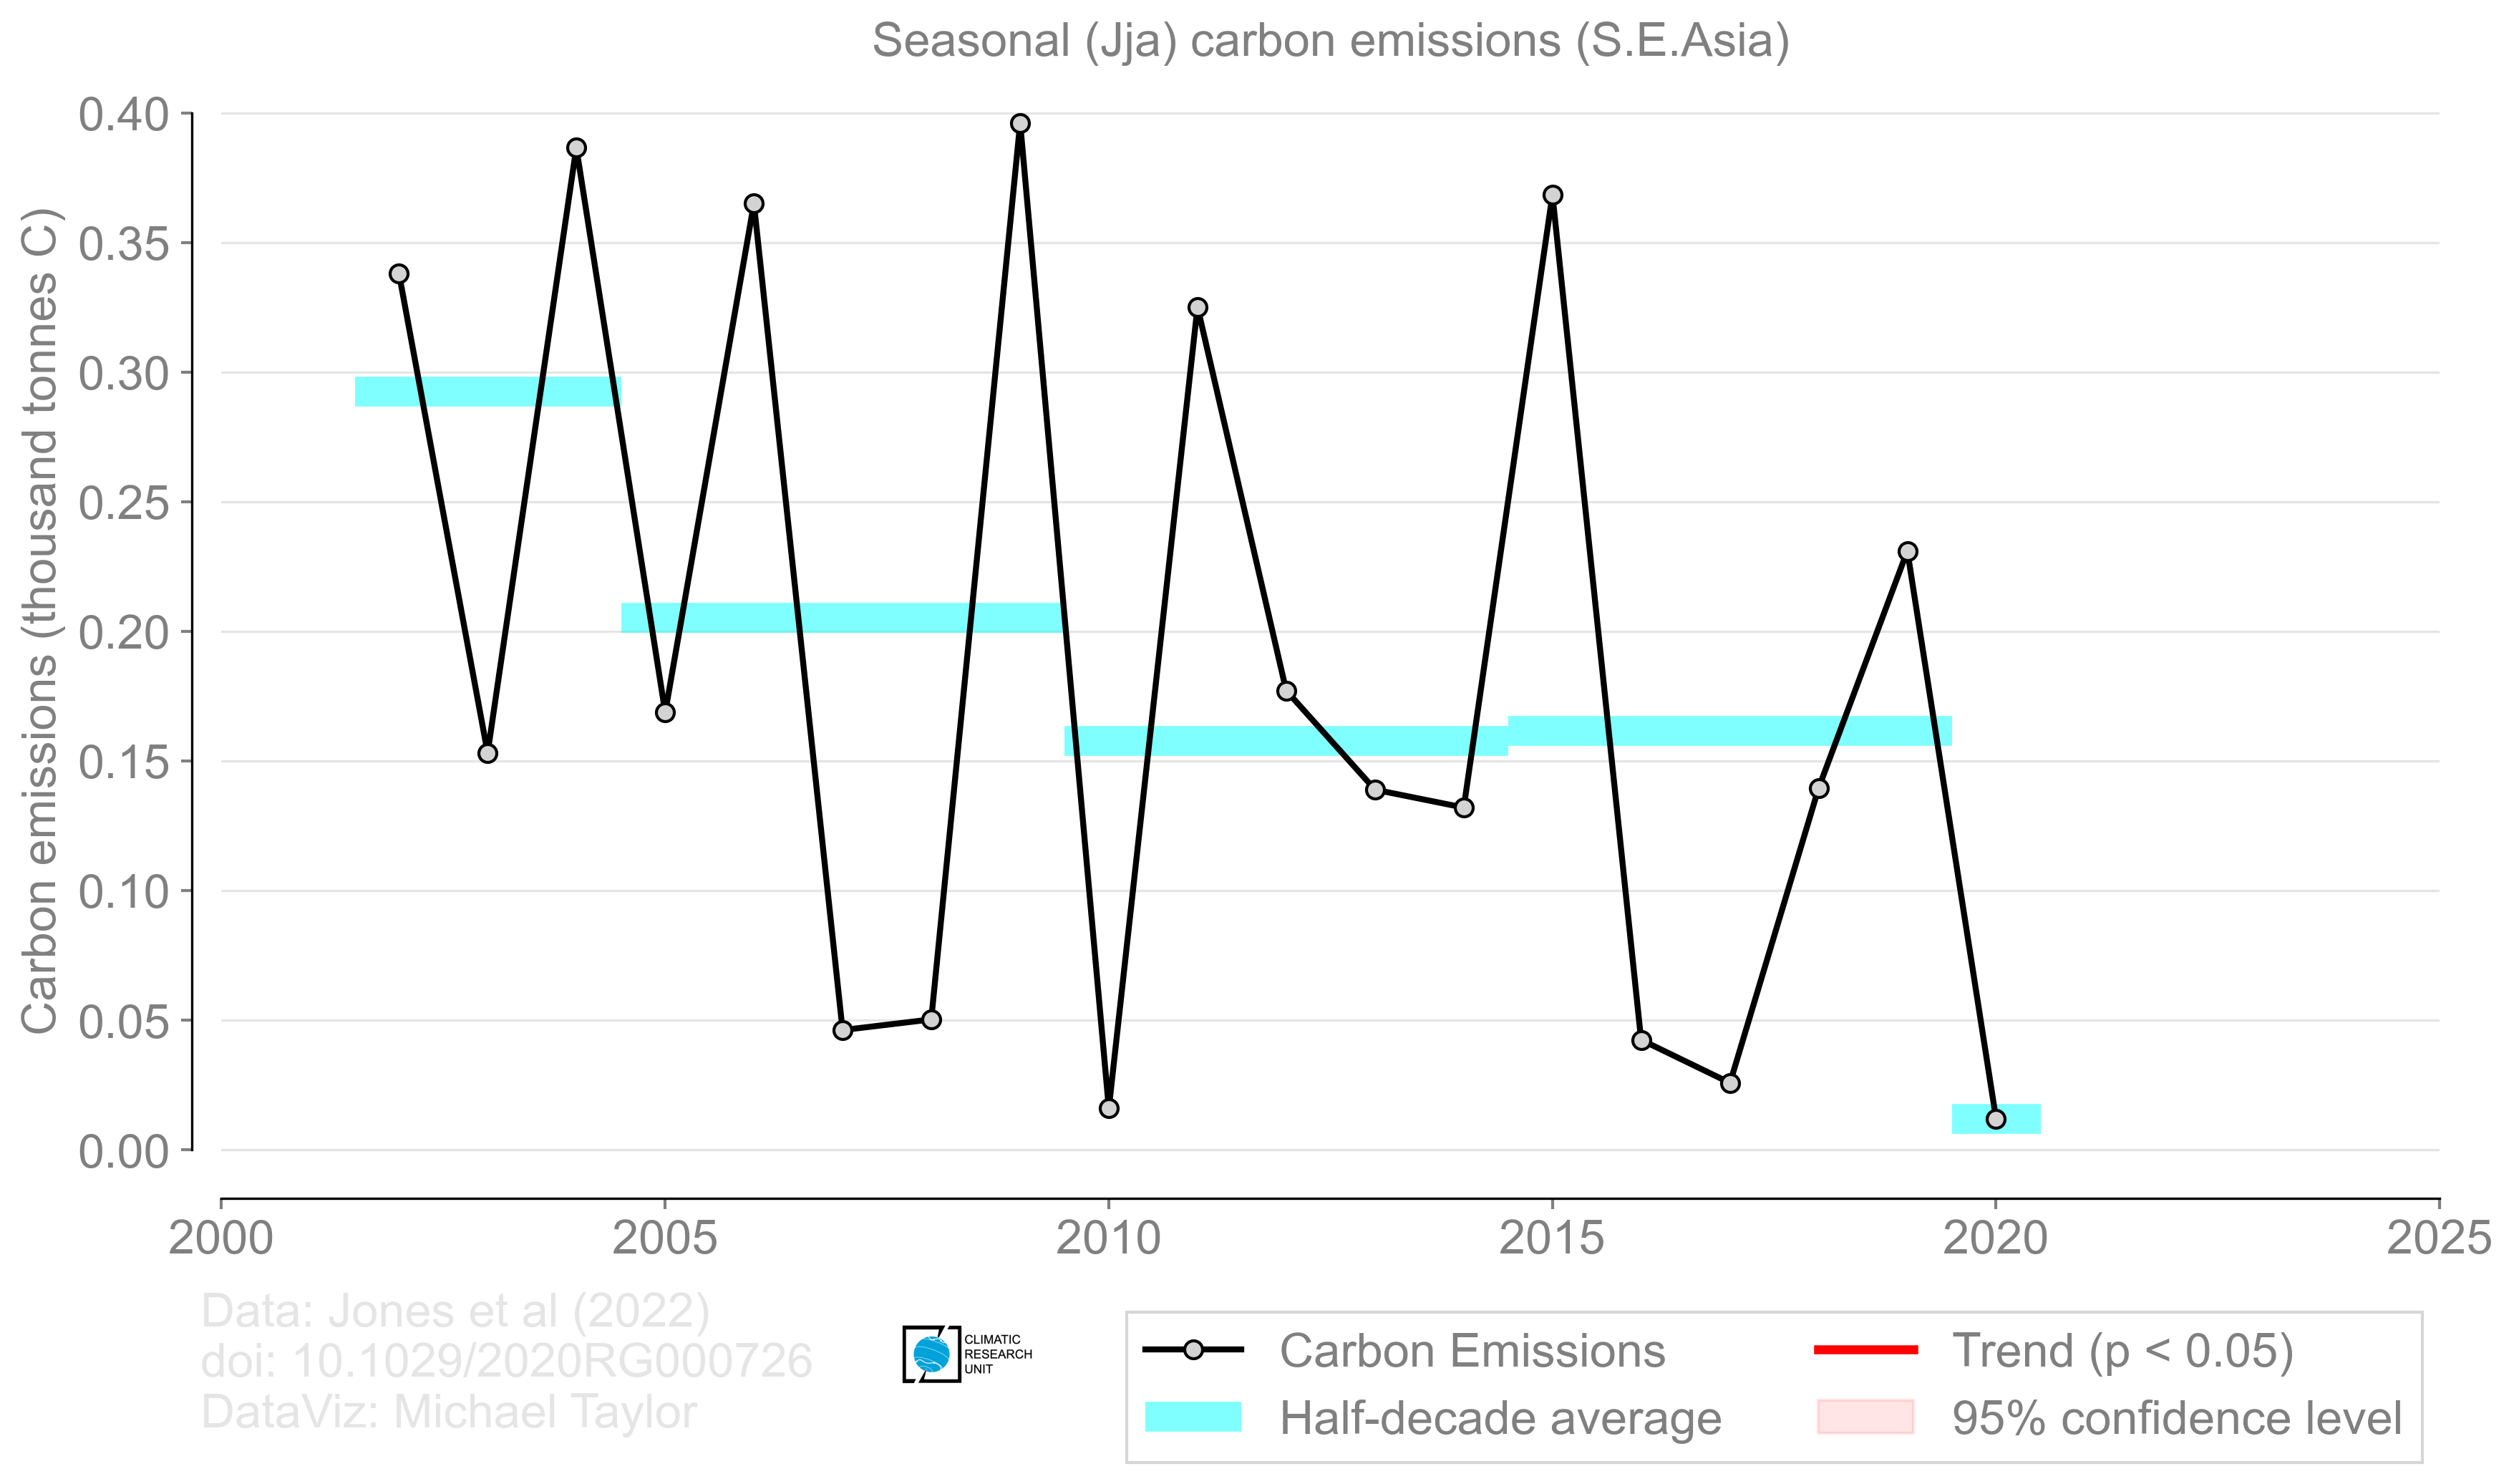 Seasonal (Jja) carbon emissions (S.E.Asia)
Carbon emissions (thousand tonnes C)
0.40
0.35
0.30
0.25
0.20
0.15
0.10
0.05
0.00
2000 2005 2010 2015 2020 2025
Data: Jones et al (2022)
doi: 10.1029/2020RG000726
DataViz: Michael Taylor
CLIMATIC
RESEARCH
UNIT
Carbon Emissions
Half-decade average
Trend (p < 0.05)
95% confidence level